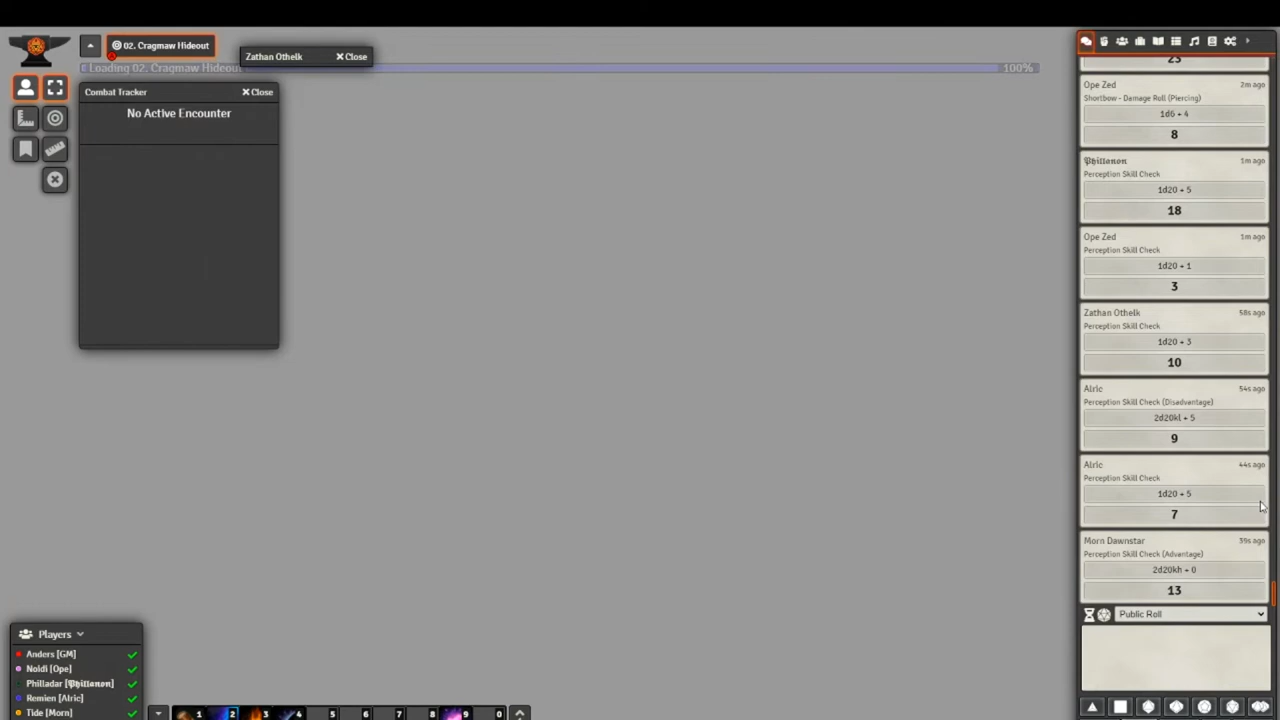 02. Cragmaw Hideout
Zathan Othelk Close
Loading 02. Cragmaw Hideout 100%
Combat Tracker Close
No Active Encounter
Players
Anders [GM]
Noldi [Ope]
Philladar [𝕻𝖍𝖎𝖑𝖑𝖆𝖓𝖔𝖓]
Remien [Alric]
Tide [Morn]
1 2 3 4 5 6 7 8 9 0
23
Ope Zed 2m ago
Shortbow - Damage Roll (Piercing)
1d6 + 4
8
𝕻𝖍𝖎𝖑𝖑𝖆𝖓𝖔𝖓 1m ago
Perception Skill Check
1d20 + 5
18
Ope Zed 1m ago
Perception Skill Check
1d20 + 1
3
Zathan Othelk 58s ago
Perception Skill Check
1d20 + 3
10
Alric 54s ago
Perception Skill Check (Disadvantage)
2d20kl + 5
9
Alric 44s ago
Perception Skill Check
1d20 + 5
7
Morn Dawnstar 39s ago
Perception Skill Check (Advantage)
2d20kh + 0
13
Public Roll